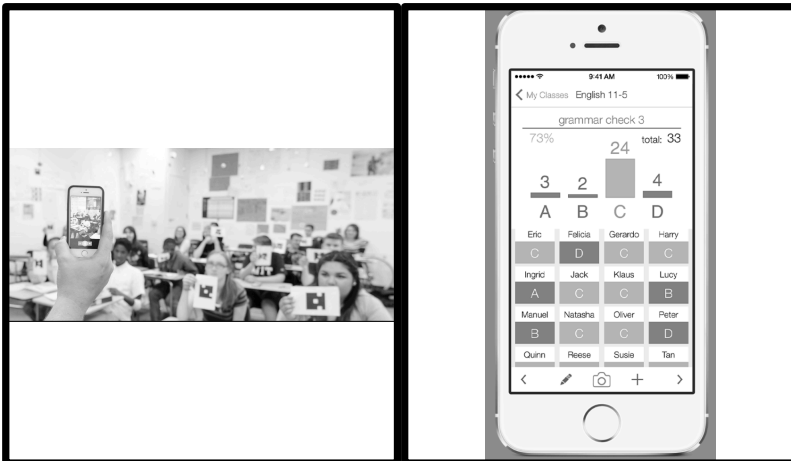 9:41 AM 100%
My Classes English 11-5
grammar check 3
73% total: 33
24
3 2 4
A B C D
Eric Felicia Gerardo Harry
C D C C
Ingrid Jack Klaus Lucy
A C C B
Manuel Natasha Oliver Peter
B C C D
Quinn Reese Susie Tan